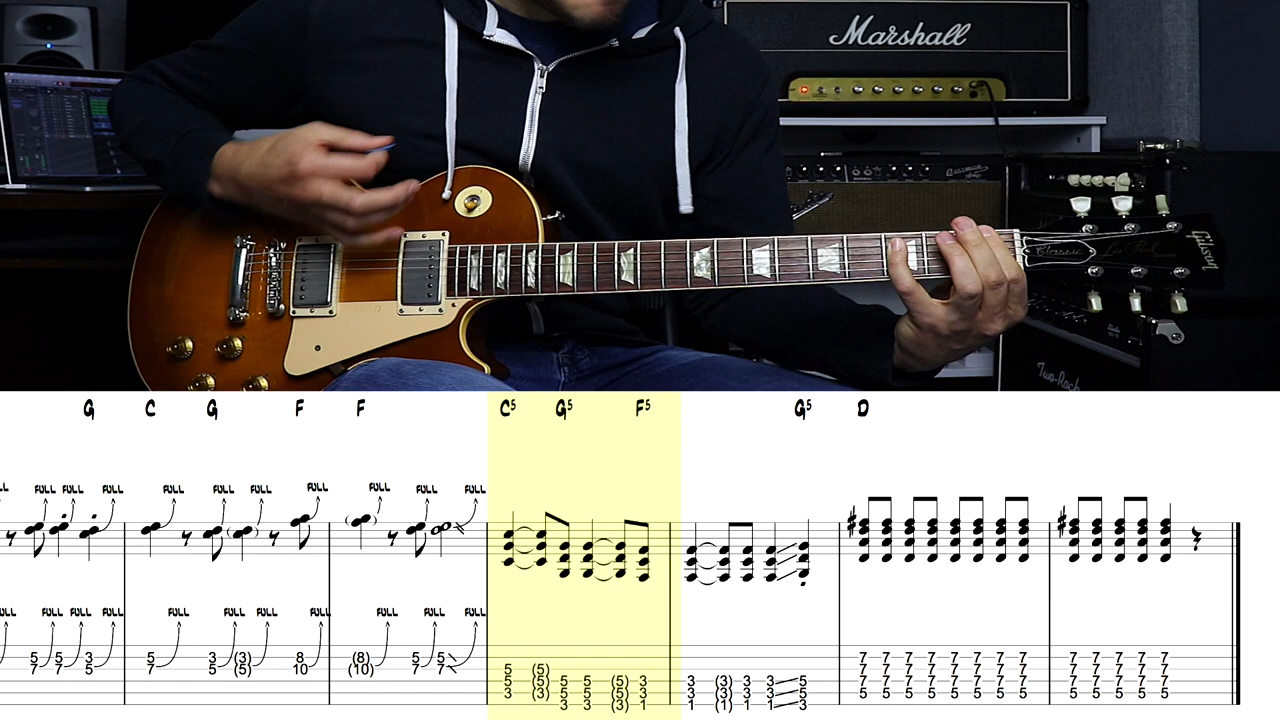 Marshall
Bassman
Classic
Les Paul
Gibson
Two-Rock
G C G F F C5 G5 F5 G5 D
FULL FULL FULL FULL FULL FULL FULL FULL FULL FULL
FULL FULL FULL FULL FULL FULL FULL FULL FULL FULL
5 5 3 5 3 (3) 8 (8) 5 5 7 7 7 7 7 7 7 7 7 7 7 7 7
7 7 5 7 5 (5) 10 (10) 7 7 5 (5) 7 7 7 7 7 7 7 7 7 7 7 7 7
5 (5) 5 5 (5) 3 3 (3) 3 3 5 7 7 7 7 7 7 7 7 7 7 7 7 7
3 (3) 5 5 (5) 3 3 (3) 3 3 5 5 5 5 5 5 5 5 5 5 5 5 5 5
3 3 (3) 1 1 (1) 1 1 3